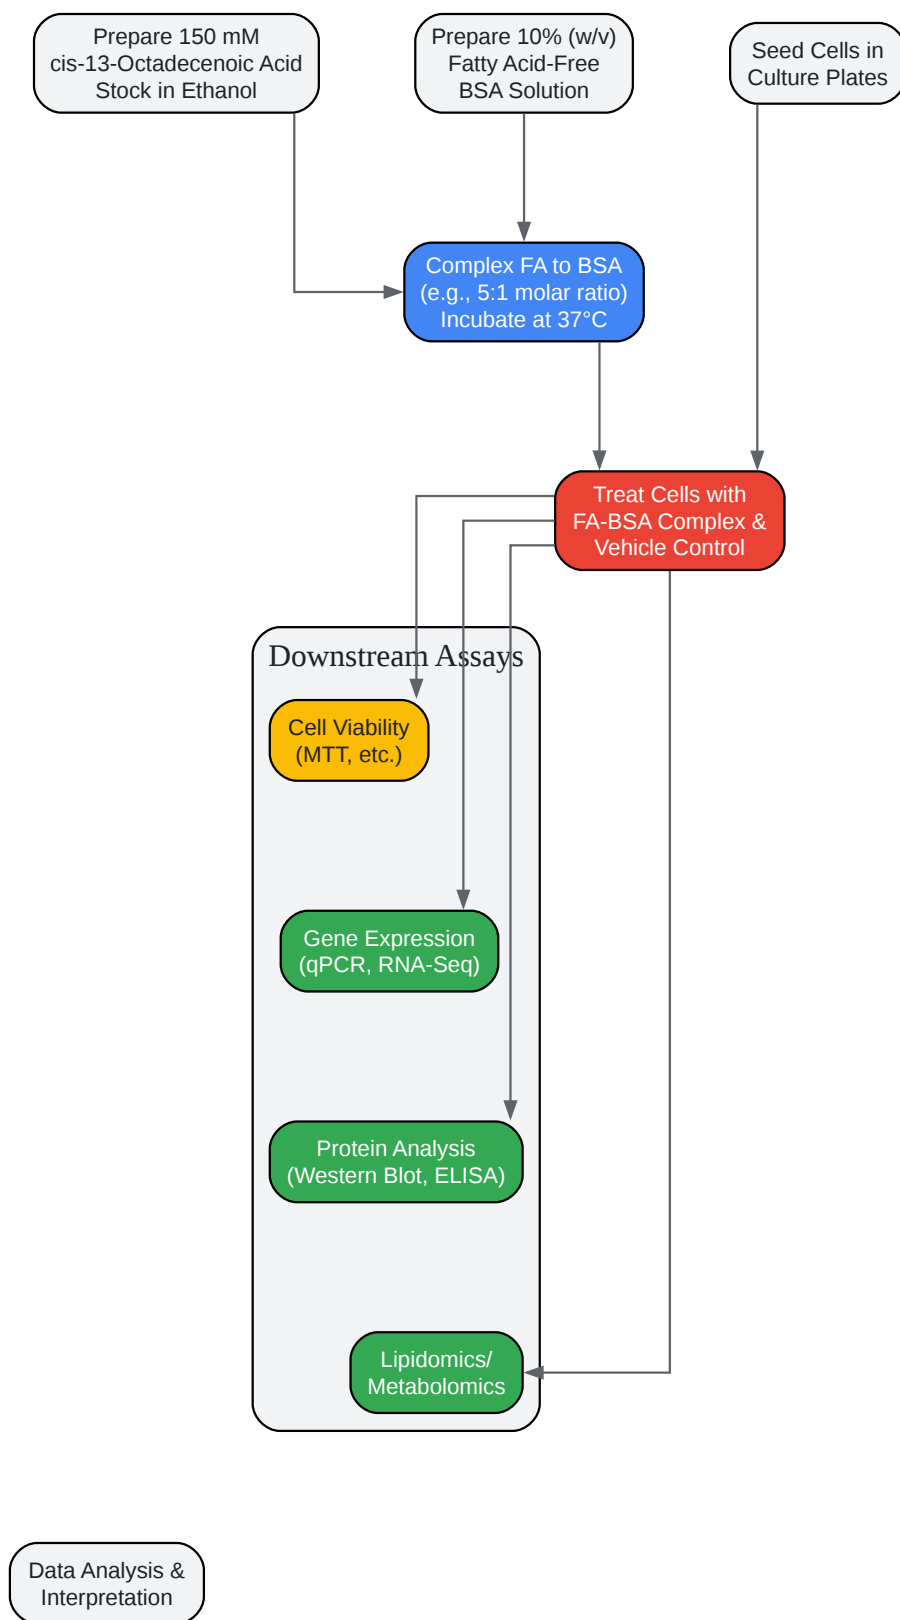 Prepare 150 mM
cis-13-Octadecenoic Acid
Stock in Ethanol
Prepare 10% (w/v)
Fatty Acid-Free
BSA Solution
Seed Cells in
Culture Plates
Complex FA to BSA
(e.g., 5:1 molar ratio)
Incubate at 37°C
Treat Cells with
FA-BSA Complex &
Vehicle Control
Downstream Assays
Cell Viability
(MTT, etc.)
Gene Expression
(qPCR, RNA-Seq)
Protein Analysis
(Western Blot, ELISA)
Lipidomics/
Metabolomics
Data Analysis &
Interpretation